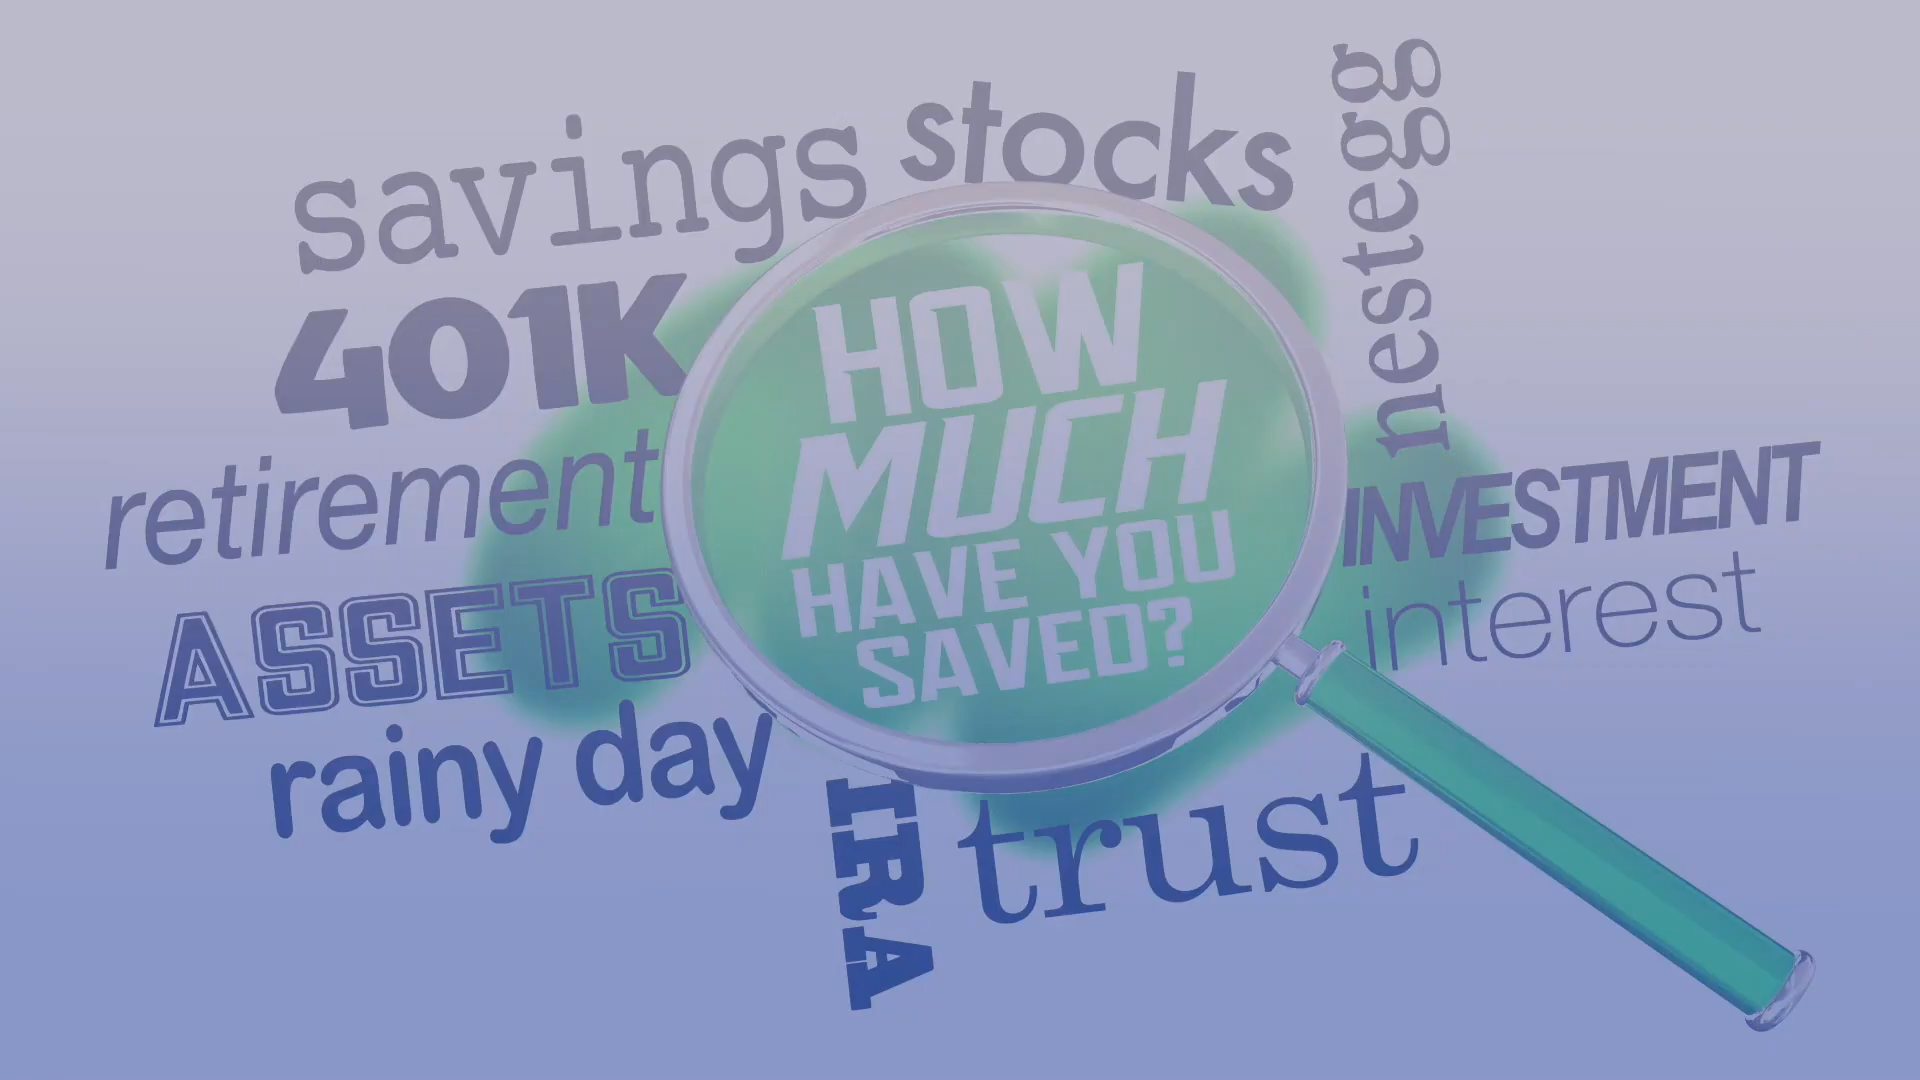 savings
stocks
nestegg
401K
retirement
ASSETS
rainy day
HOW
MUCH
HAVE YOU
SAVED?
INVESTMENT
interest
IRA
trust